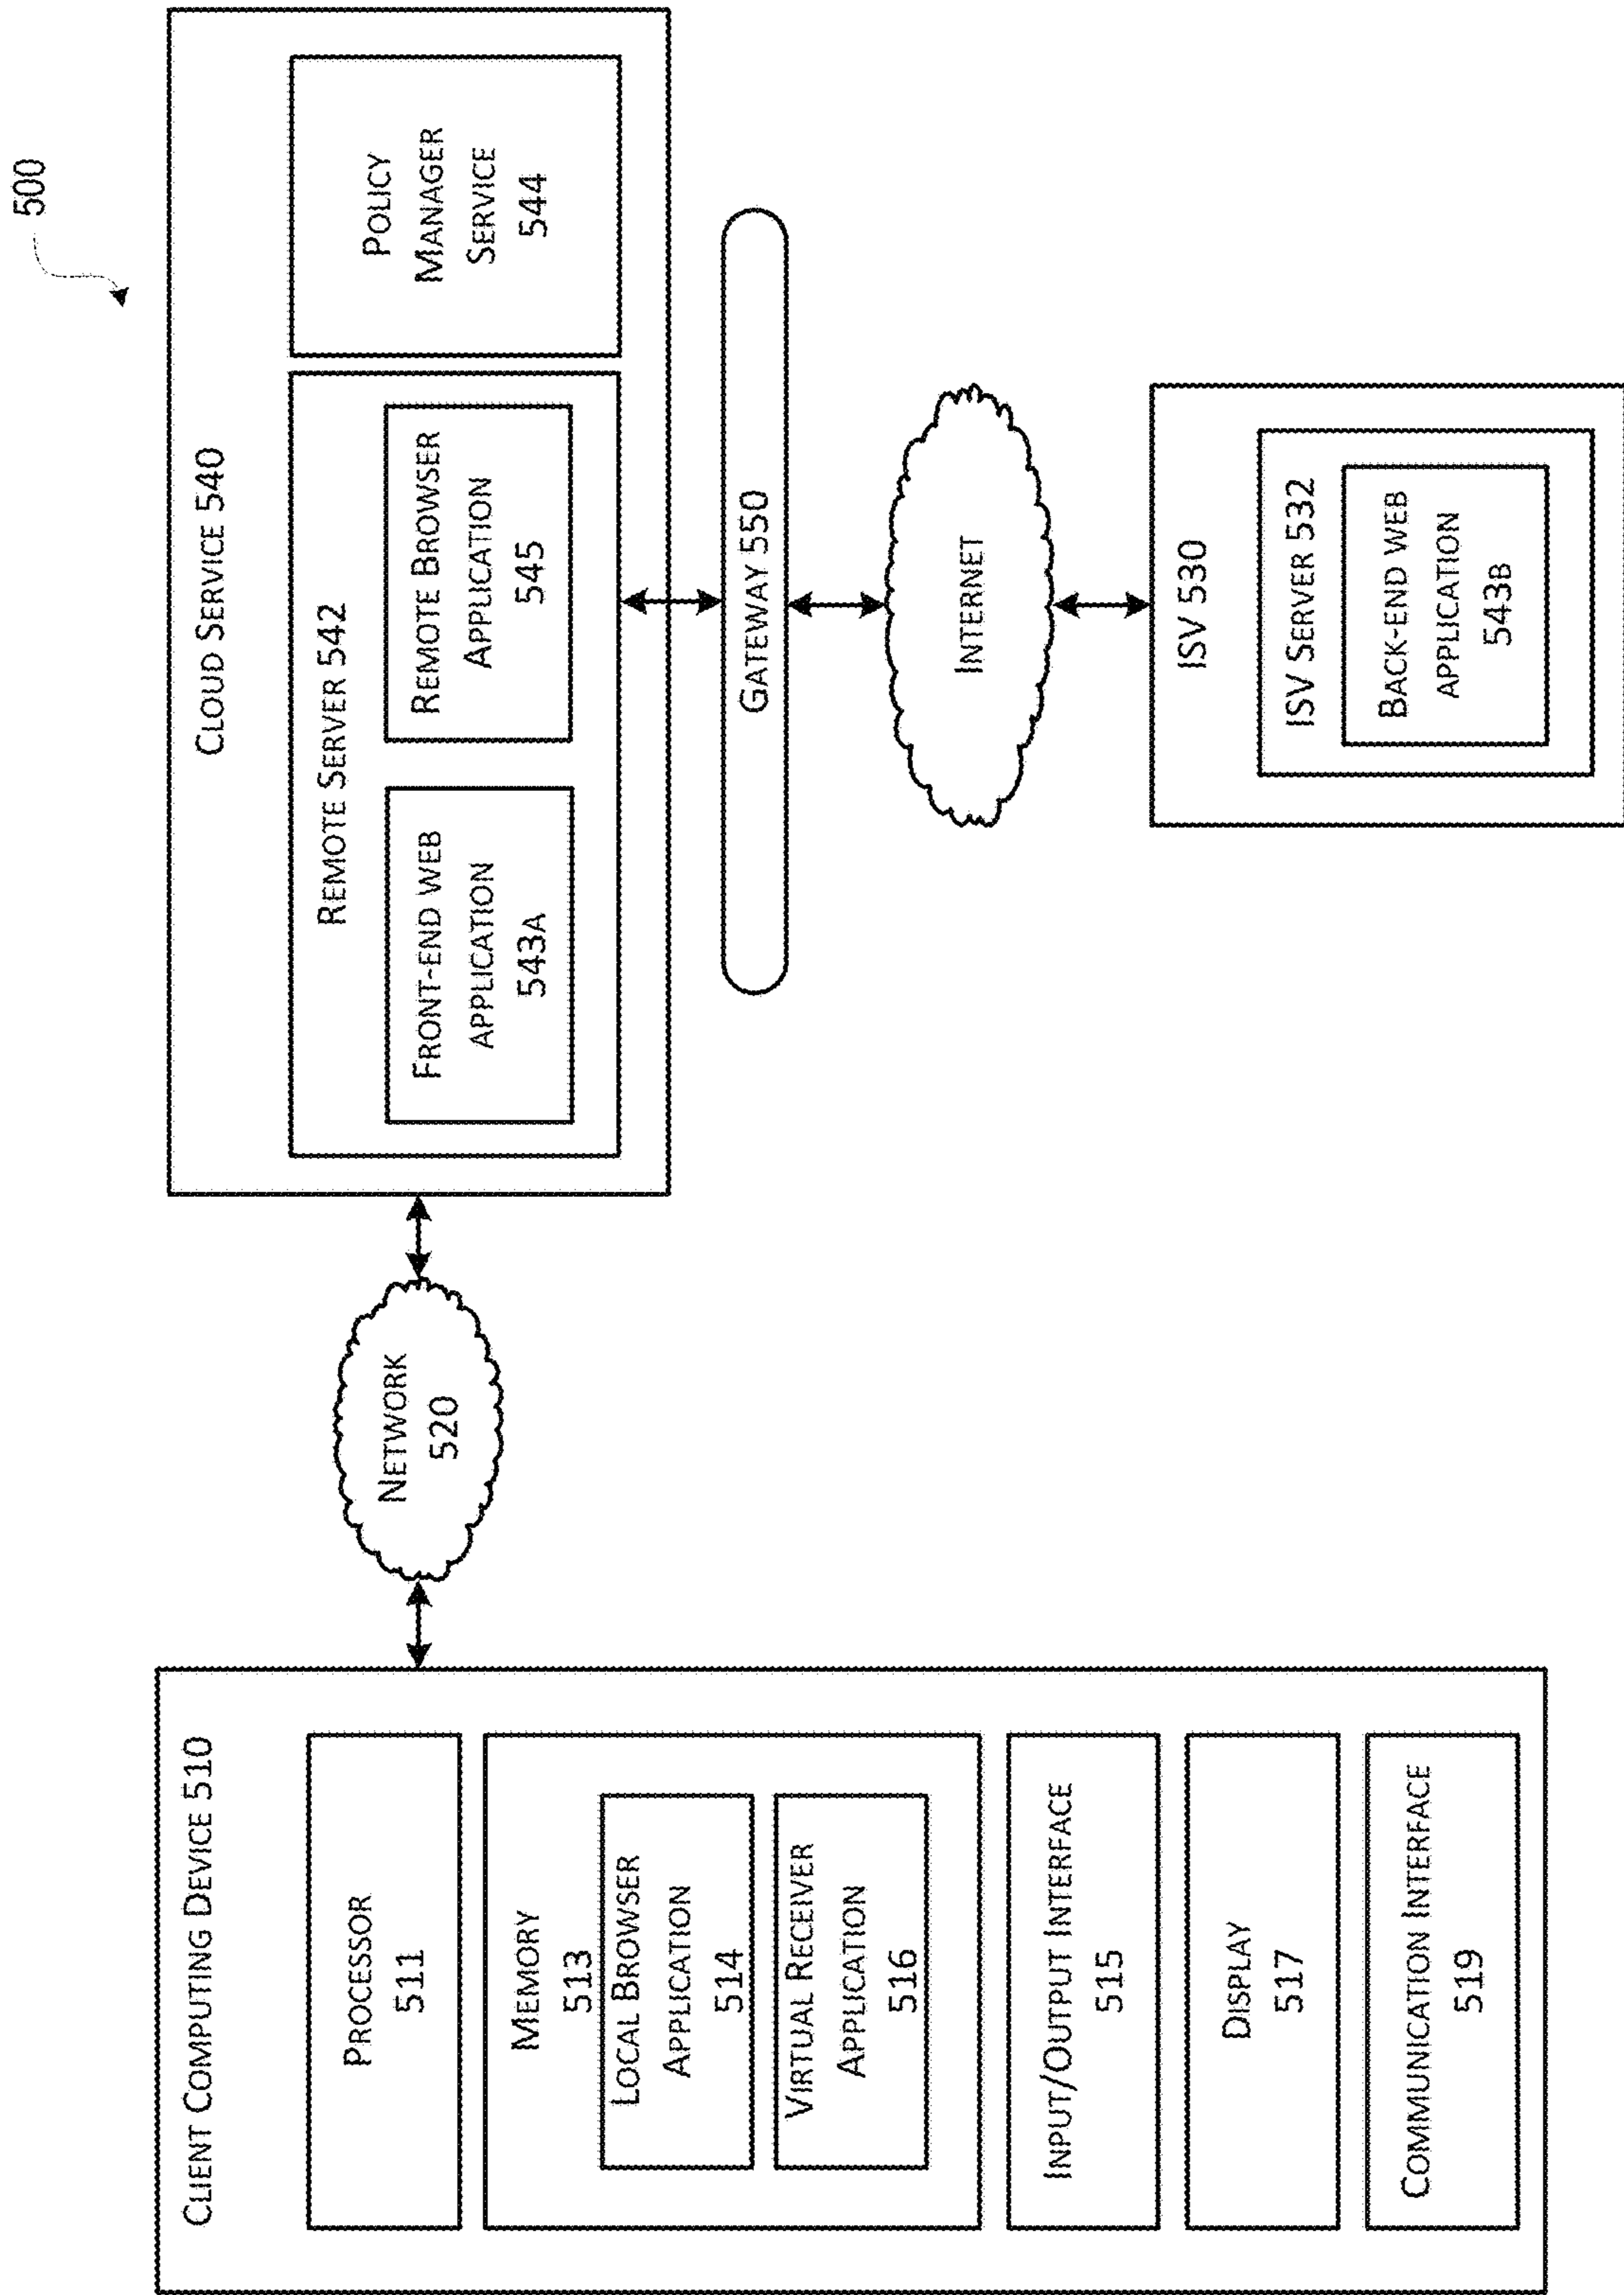 500
CLIENT COMPUTING DEVICE 510
PROCESSOR
511
MEMORY
513
LOCAL BROWSER
APPLICATION
514
VIRTUAL RECEIVER
APPLICATION
516
INPUT/OUTPUT INTERFACE
515
DISPLAY
517
COMMUNICATION INTERFACE
519
NETWORK
520
CLOUD SERVICE 540
REMOTE SERVER 542
FRONT-END WEB
APPLICATION
543A
REMOTE BROWSER
APPLICATION
545
POLICY
MANAGER
SERVICE
544
GATEWAY 550
INTERNET
ISV 530
ISV SERVER 532
BACK-END WEB
APPLICATION
543B